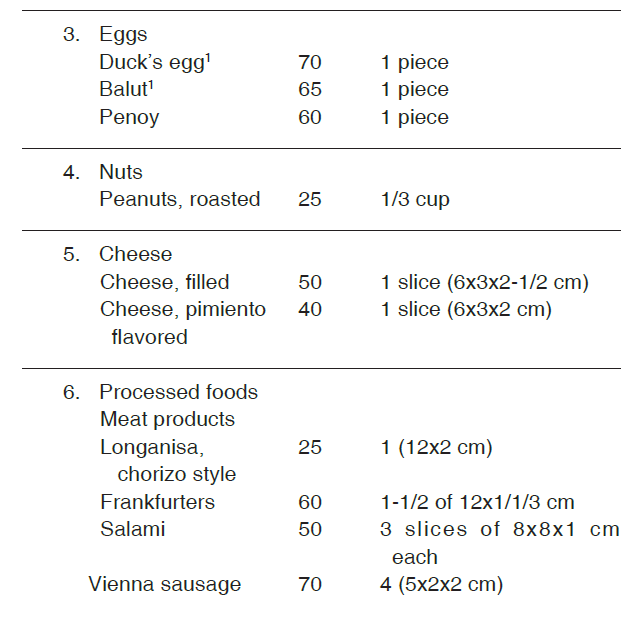 3. Eggs
Duck's egg¹ 70 1 piece
Balut¹ 65 1 piece
Penoy 60 1 piece
4. Nuts
Peanuts, roasted 25 1/3 cup
5. Cheese
Cheese, filled 50 1 slice (6x3x2-1/2 cm)
Cheese, pimiento 40 1 slice (6x3x2 cm)
flavored
6. Processed foods
Meat products
Longanisa, 25 1 (12x2 cm)
chorizo style
Frankfurters 60 1-1/2 of 12x1/1/3 cm
Salami 50 3 slices of 8x8x1 cm
each
Vienna sausage 70 4 (5x2x2 cm)